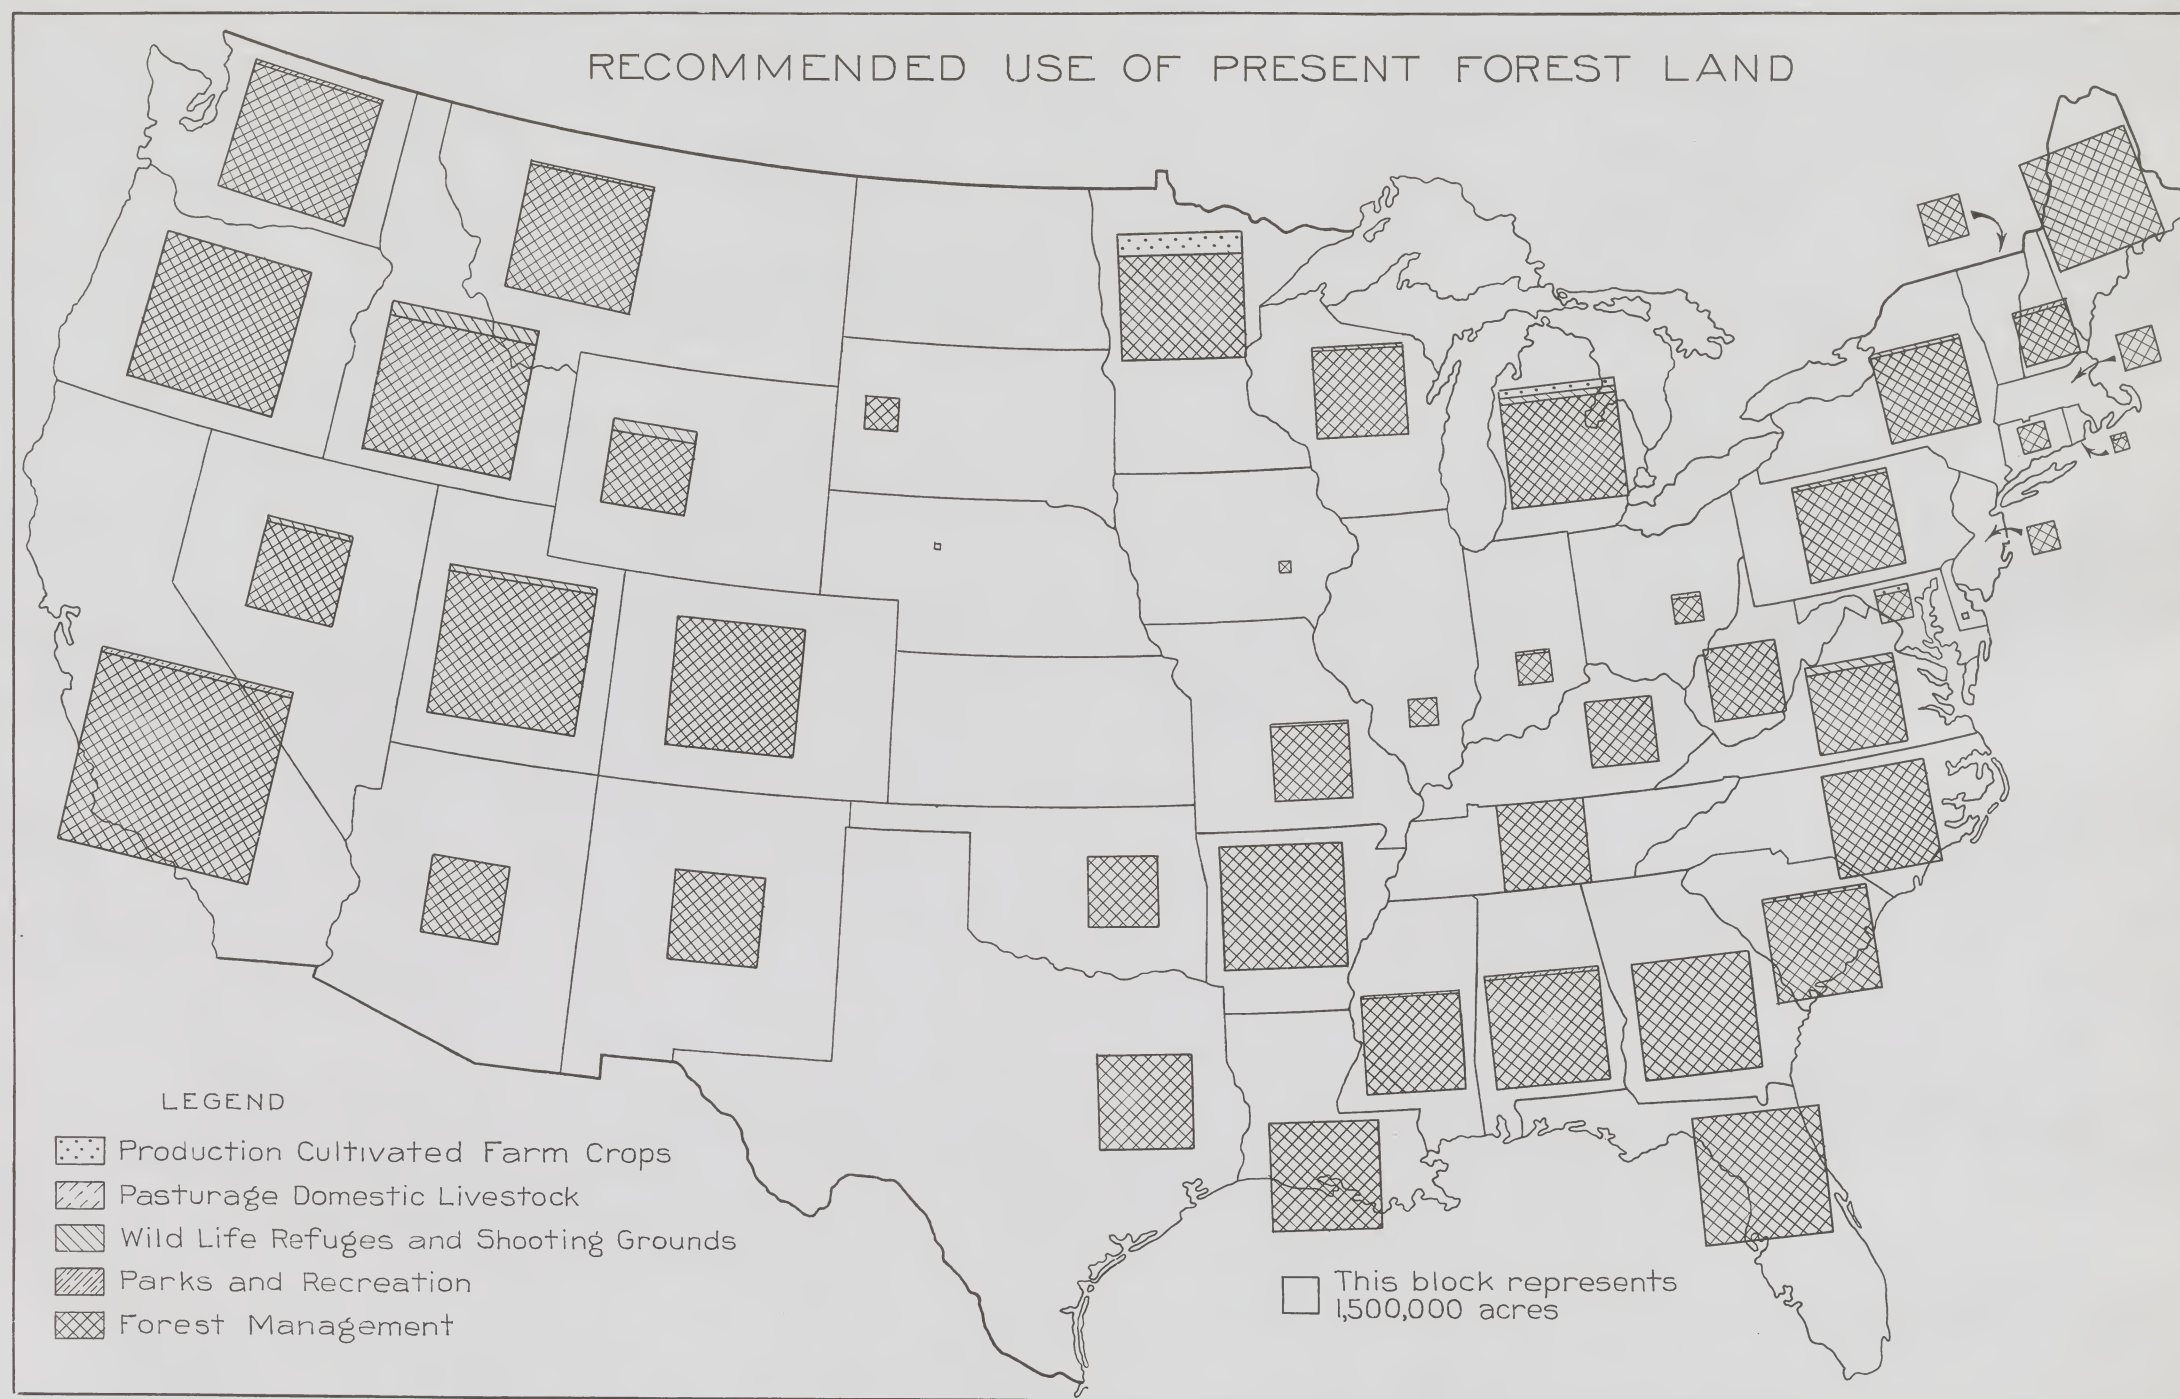 RECOMMENDED USE OF PRESENT FOREST LAND
LEGEND
Production Cultivated Farm Crops
Pasturage Domestic Livestock
Wild Life Refuges and Shooting Grounds
Parks and Recreation
Forest Management
This block represents
1,500,000 acres